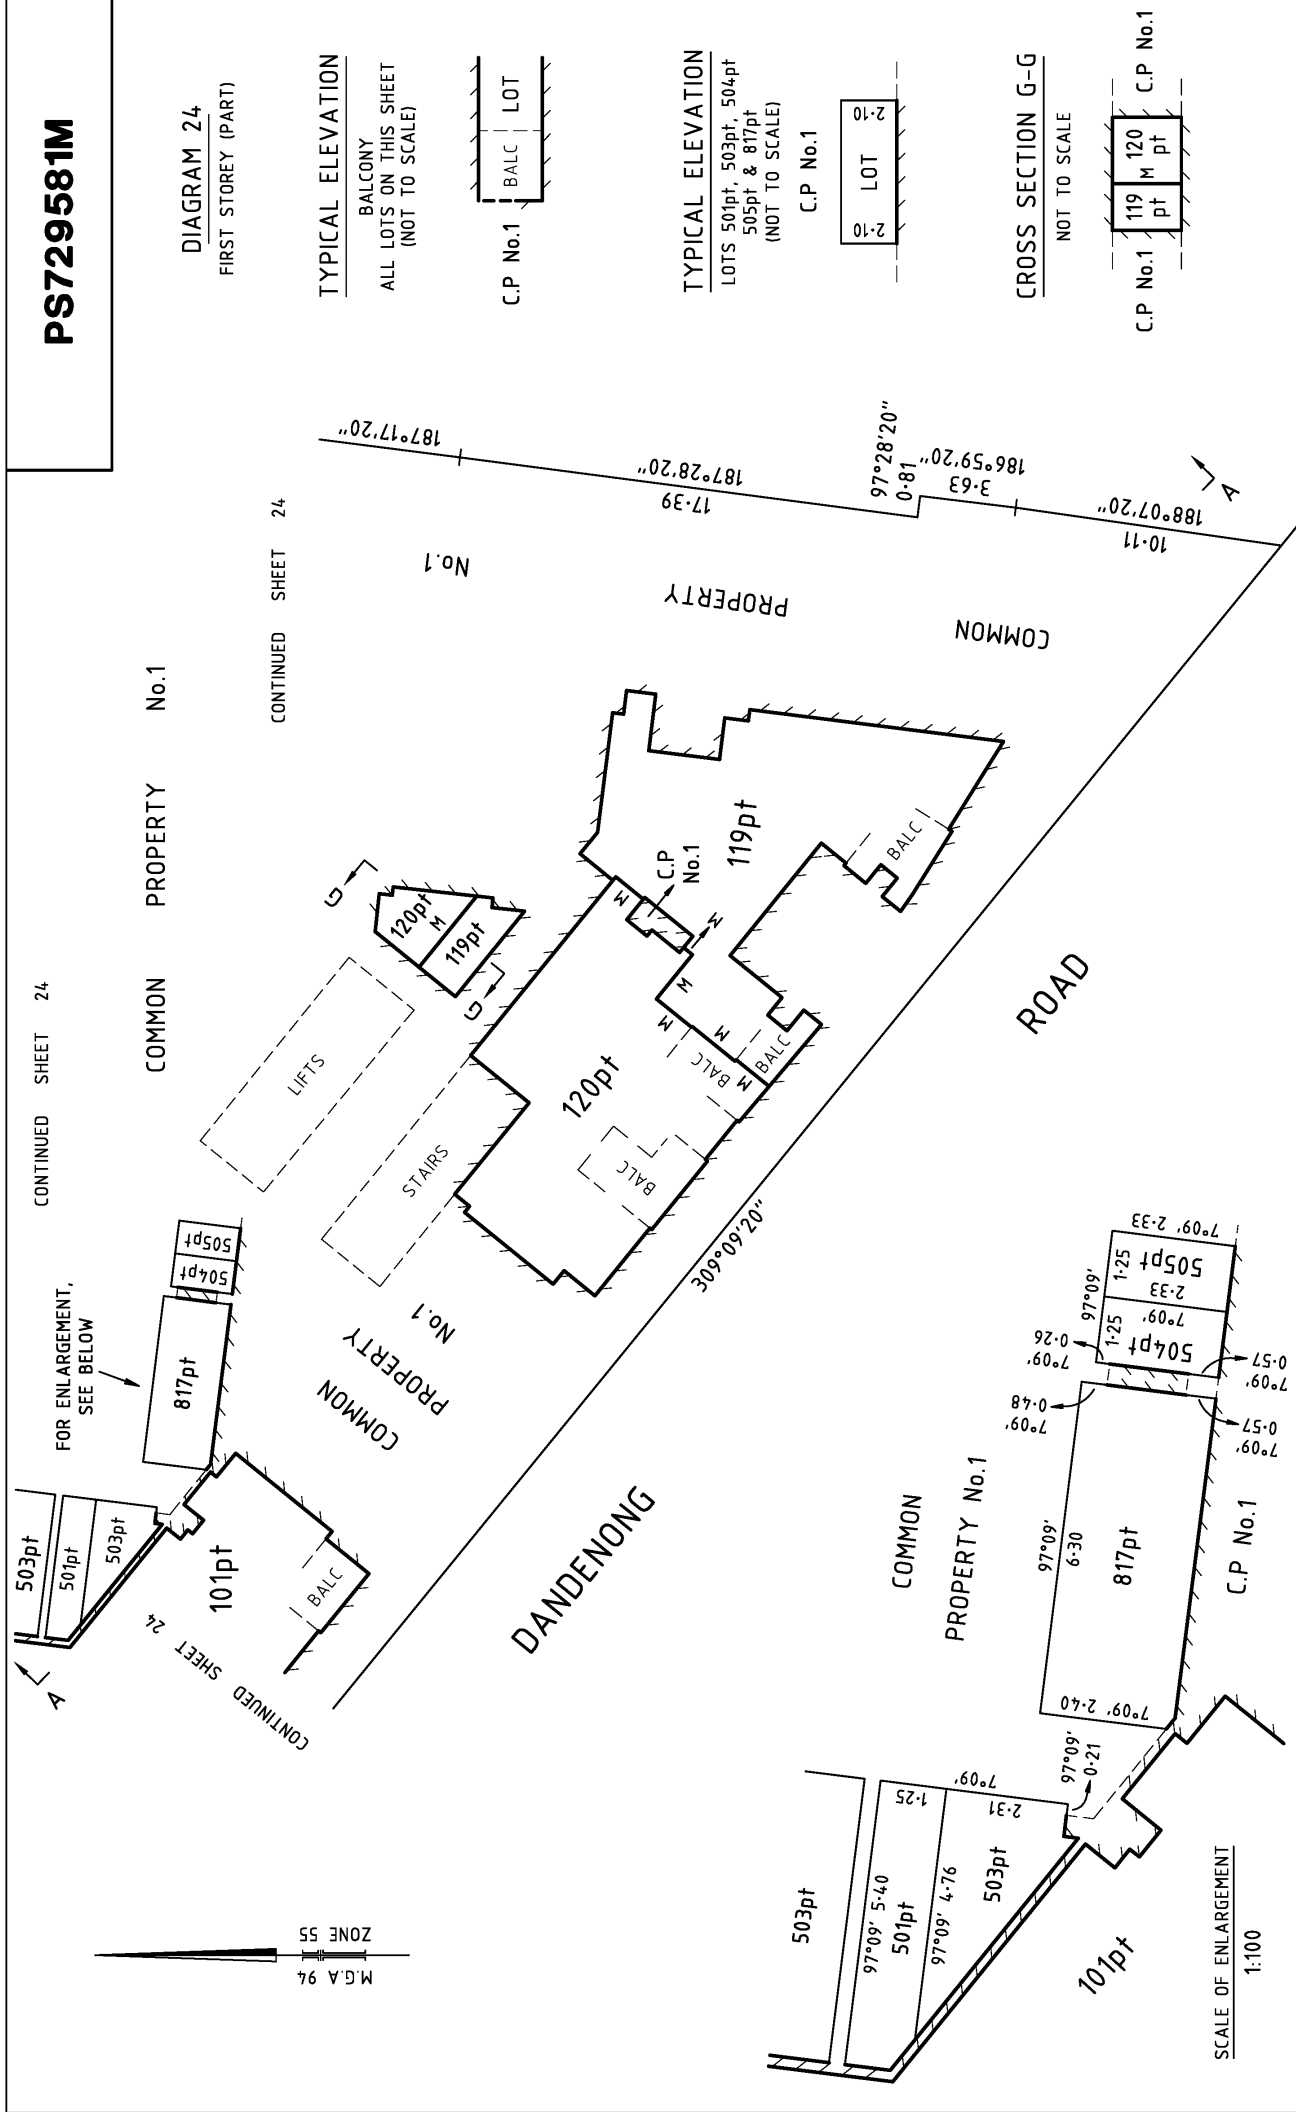 PS729581M
DIAGRAM 24
FIRST STOREY (PART)
TYPICAL ELEVATION
BALCONY
ALL LOTS ON THIS SHEET
(NOT TO SCALE)
BALC
LOT
C.P No.1
TYPICAL ELEVATION
LOTS 501pt, 503pt, 504pt
505pt & 817pt
(NOT TO SCALE)
C.P No.1
2·10
LOT
2·10
CROSS SECTION G-G
NOT TO SCALE
C.P No.1
119
pt
M
120
pt
C.P No.1
CONTINUED SHEET 24
COMMON PROPERTY No.1
CONTINUED SHEET 24
187°17'20"
187°28'20"
17·39
97°28'20"
0·81
186°59'20"
3·63
188°07'20"
10·11
A
COMMON
PROPERTY
No.1
FOR ENLARGEMENT,
SEE BELOW
503pt
501pt
503pt
817pt
504pt
505pt
LIFTS
STAIRS
G
120pt
M
119pt
G
C.P
No.1
M
M
M
M
M
M
119pt
BALC
120pt
BALC
BALC
BALC
COMMON
PROPERTY
No.1
101pt
BALC
A
CONTINUED SHEET 24
309°09'20"
DANDENONG
ROAD
M.G.A 94
ZONE 55
503pt
97°09' 5·40
501pt
1·25
97°09' 4·76
503pt
2·31
7°09'
97°09'
0·21
101pt
COMMON
PROPERTY No.1
7°09' 2·40
97°09'
6·30
817pt
7°09'
0·48
7°09'
0·26
97°09'
1·25
504pt
7°09'
2·33
1·25
505pt
7°09' 2·33
0·57
7°09'
0·57
7°09'
C.P No.1
SCALE OF ENLARGEMENT
1:100